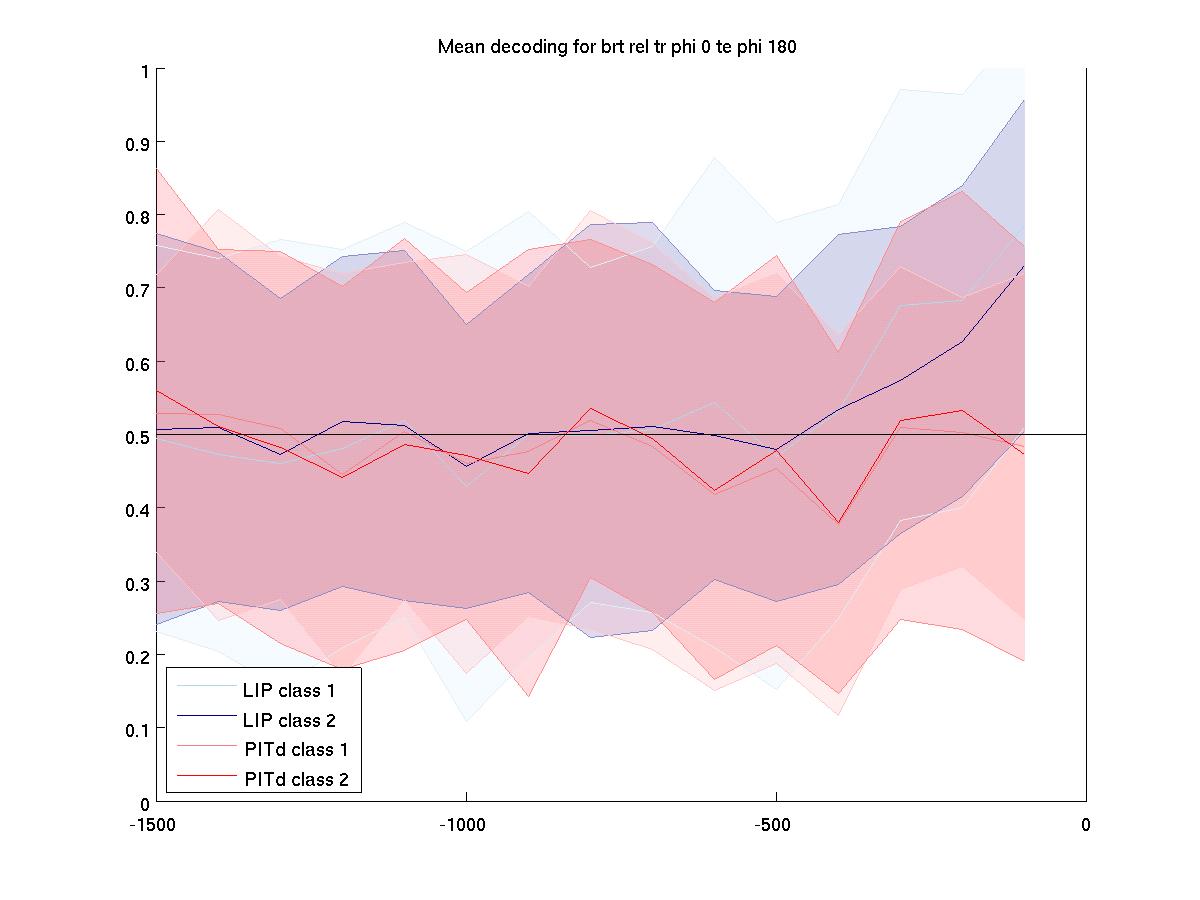 Mean decoding for brt rel tr phi 0 te phi 180
1
0.9
0.8
0.7
0.6
0.5
0.4
0.3
0.2
0.1
0
LIP class 1
LIP class 2
PITd class 1
PITd class 2
-1500 -1000 -500 0